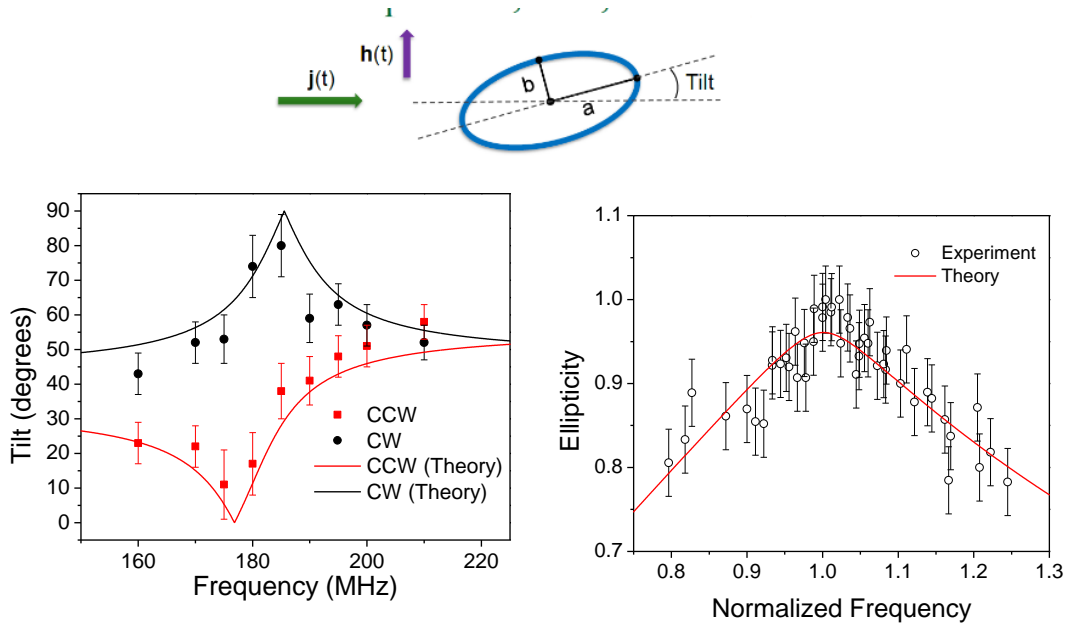 h(t)
j(t)
b
a
Tilt
Tilt (degrees)
90
80
70
60
50
40
30
20
10
0
CCW
CW
CCW (Theory)
CW (Theory)
160 180 200 220
Frequency (MHz)
Ellipticity
1.1
1.0
0.9
0.8
0.7
Experiment
Theory
0.8 0.9 1.0 1.1 1.2 1.3
Normalized Frequency